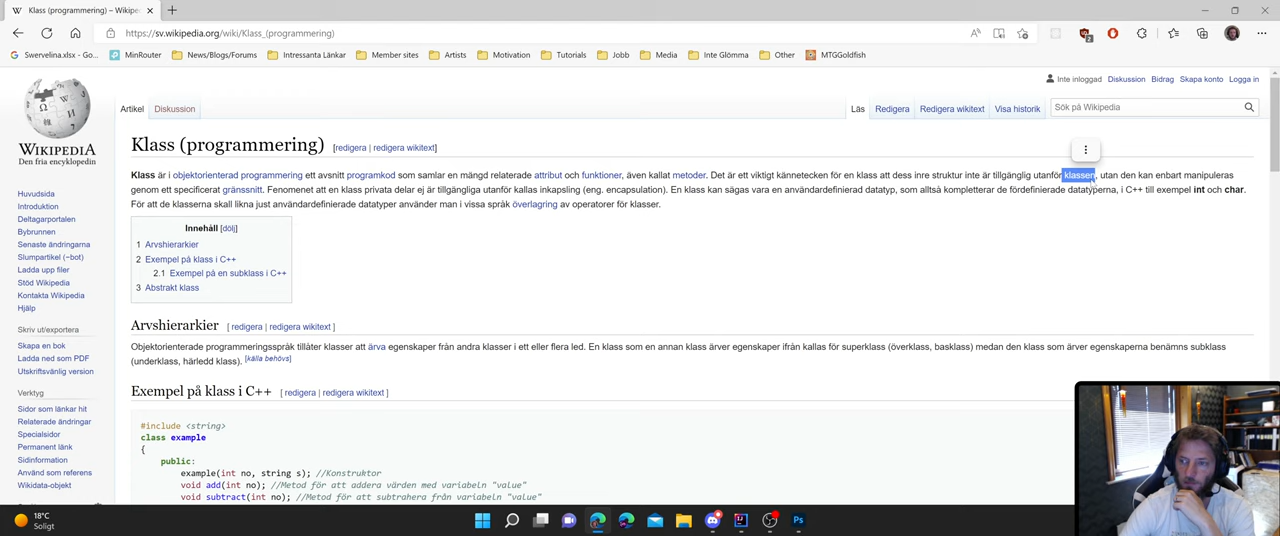 Klass (programmering) – Wikipe
https://sv.wikipedia.org/wiki/Klass_(programmering)
Swervelina.xlsx - Go...
MinRouter
News/Blogs/Forums
Intressanta Länkar
Member sites
Artists
Motivation
Tutorials
Jobb
Media
Inte Glömma
Other
MTGGoldfish
Inte inloggad Diskussion Bidrag Skapa konto Logga in
Artikel Diskussion
Läs Redigera Redigera wikitext Visa historik
Sök på Wikipedia
WIKIPEDIA
Den fria encyklopedin
Huvudsida
Introduktion
Deltagarportalen
Bybrunnen
Senaste ändringarna
Slumpartikel (−bot)
Ladda upp filer
Stöd Wikipedia
Kontakta Wikipedia
Hjälp
Skriv ut/exportera
Skapa en bok
Ladda ned som PDF
Utskriftsvänlig version
Verktyg
Sidor som länkar hit
Relaterade ändringar
Specialsidor
Permanent länk
Sidinformation
Använd som referens
Wikidata-objekt
Klass (programmering) [redigera | redigera wikitext]
Klass är i objektorienterad programmering ett avsnitt programkod som samlar en mängd relaterade attribut och funktioner, även kallat metoder. Det är ett viktigt kännetecken för en klass att dess inre struktur inte är tillgänglig utanför klassen, utan den kan enbart manipuleras
genom ett specificerat gränssnitt. Fenomenet att en klass privata delar ej är tillgängliga utanför kallas inkapsling (eng. encapsulation). En klass kan sägas vara en användardefinierad datatyp, som alltså kompletterar de fördefinierade datatyperna, i C++ till exempel int och char.
För att de klasserna skall likna just användardefinierade datatyper använder man i vissa språk överlagring av operatorer för klasser.
Innehåll [dölj]
1 Arvshierarkier
2 Exempel på klass i C++
2.1 Exempel på en subklass i C++
3 Abstrakt klass
Arvshierarkier [ redigera | redigera wikitext ]
Objektorienterade programmeringsspråk tillåter klasser att ärva egenskaper från andra klasser i ett eller flera led. En klass som en annan klass ärver egenskaper ifrån kallas för superklass (överklass, basklass) medan den klass som ärver egenskaperna benämns subklass
(underklass, härledd klass). [källa behövs]
Exempel på klass i C++ [ redigera | redigera wikitext ]
#include <string>
class example
{
public:
example(int no, string s); //Konstruktor
void add(int no); //Metod för att addera värden med variabeln "value"
void subtract(int no); //Metod för att subtrahera från variabeln "value"
18°C
Soligt